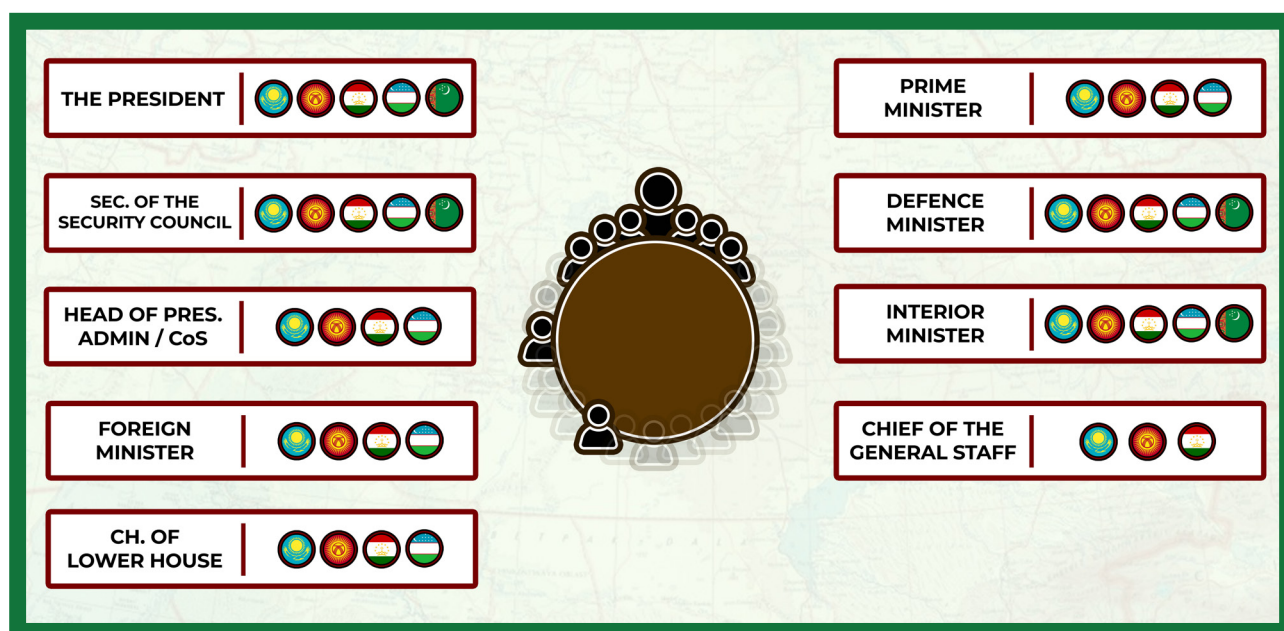 THE PRESIDENT
SEC. OF THE
SECURITY COUNCIL
HEAD OF PRES.
ADMIN / CoS
FOREIGN
MINISTER
CH. OF
LOWER HOUSE
PRIME
MINISTER
DEFENCE
MINISTER
INTERIOR
MINISTER
CHIEF OF THE
GENERAL STAFF